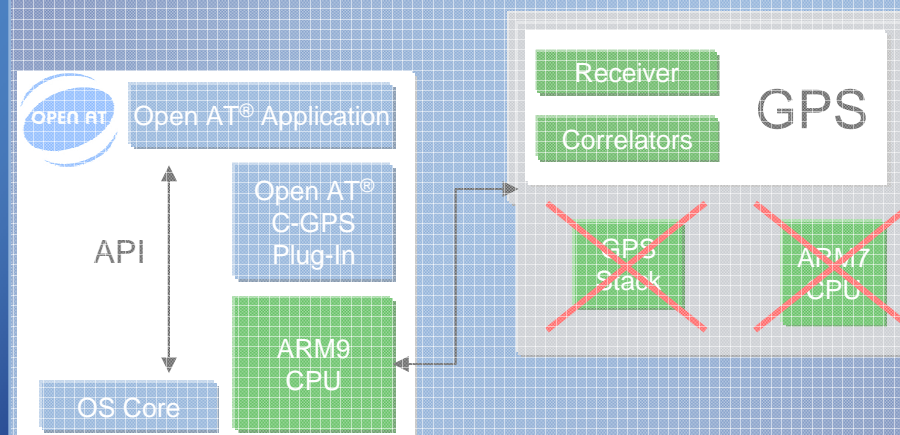 OPEN AT
Open AT® Application
Open AT®
C-GPS
Plug-In
API
ARM9
CPU
OS Core
Receiver
Correlators
GPS
GPS
Stack
ARM7
CPU